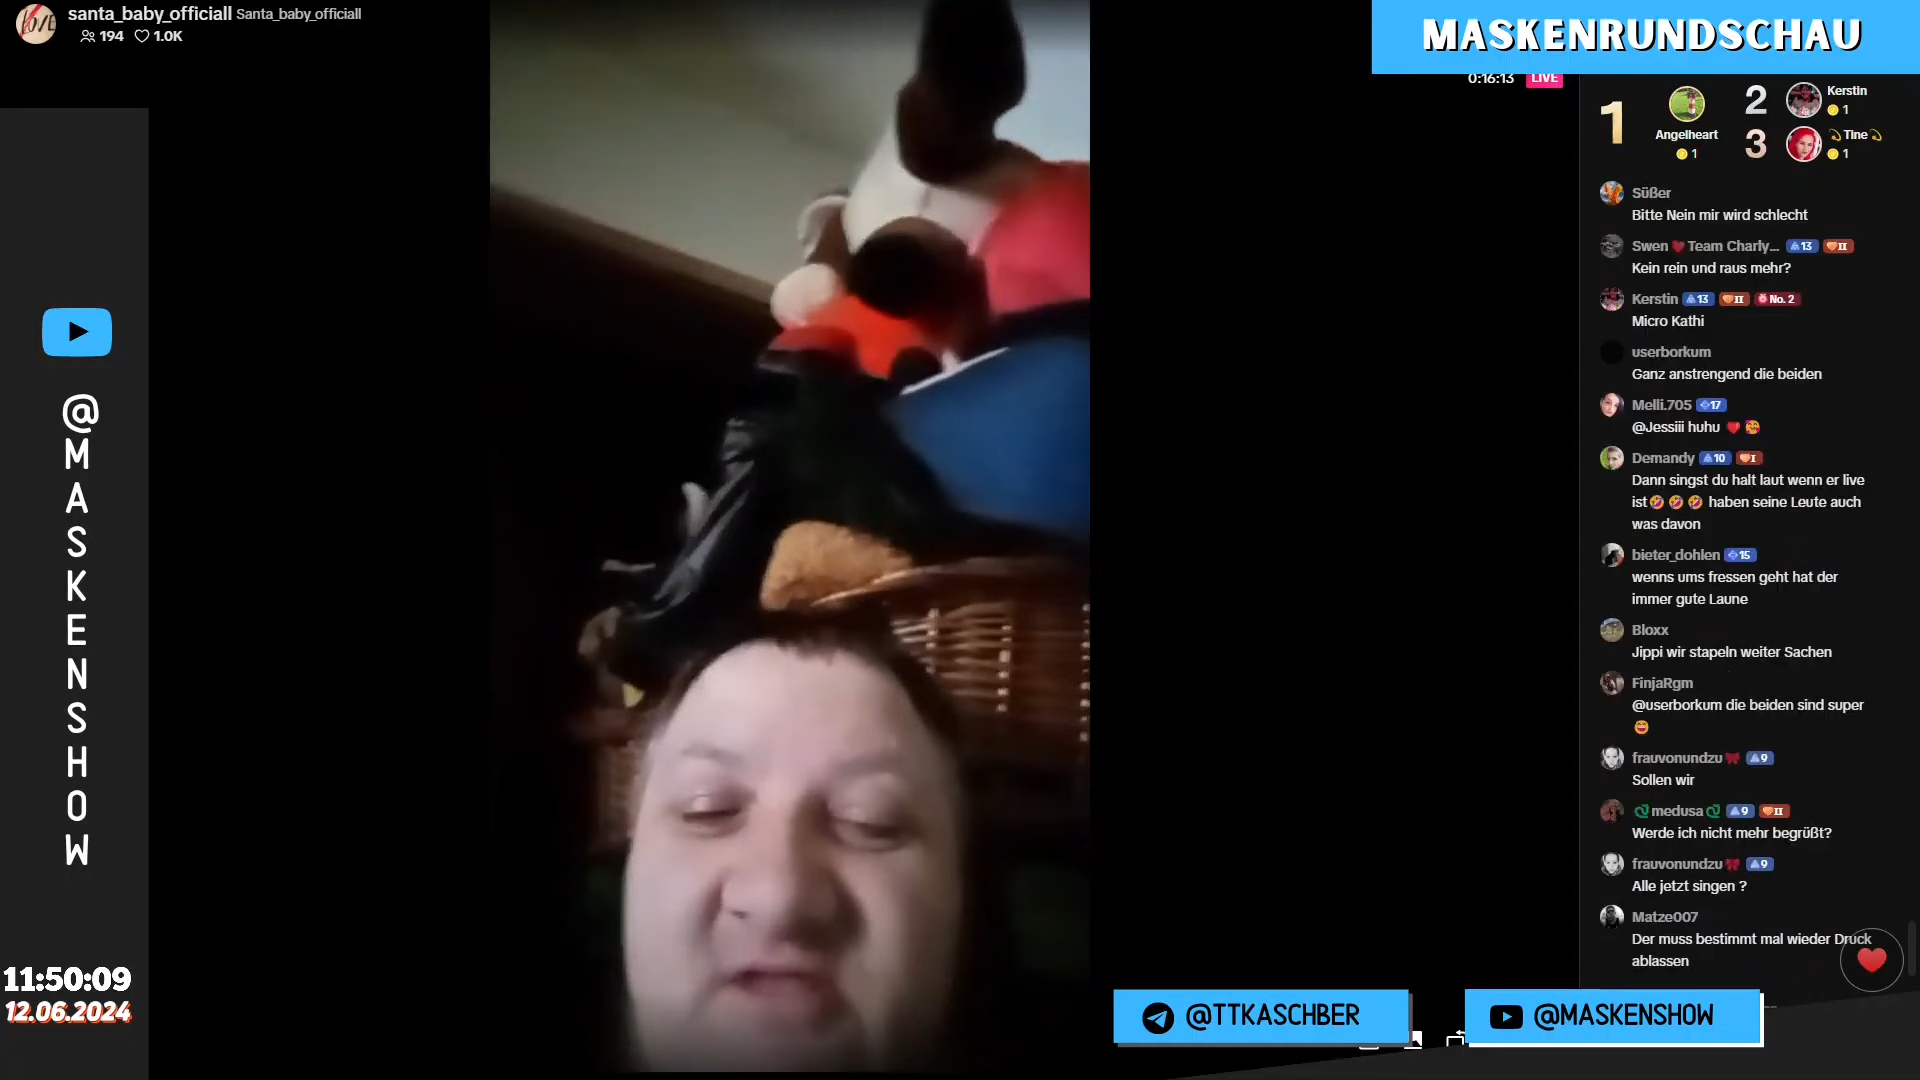 santa_baby_officiall Santa_baby_officiall
194 1.0K
MASKENRUNDSCHAU
0:16:13 LIVE
1
Angelheart
1
2
Kerstin
1
3
Tine
1
Süßer
Bitte Nein mir wird schlecht
Swen Team Charly... 13 II
Kein rein und raus mehr?
Kerstin 13 II No. 2
Micro Kathi
userborkum
Ganz anstrengend die beiden
Melli.705 17
@Jessiii huhu
Demandy 10 I
Dann singst du halt laut wenn er live
ist haben seine Leute auch
was davon
bieter_dohlen 15
wenns ums fressen geht hat der
immer gute Laune
Bloxx
Jippi wir stapeln weiter Sachen
FinjaRgm
@userborkum die beiden sind super
frauvonundzu 9
Sollen wir
medusa 9 II
Werde ich nicht mehr begrüßt?
frauvonundzu 9
Alle jetzt singen ?
Matze007
Der muss bestimmt mal wieder Druck
ablassen
@MASKENSHOW
11:50:09
12.06.2024
@TTKASCHBER
@MASKENSHOW